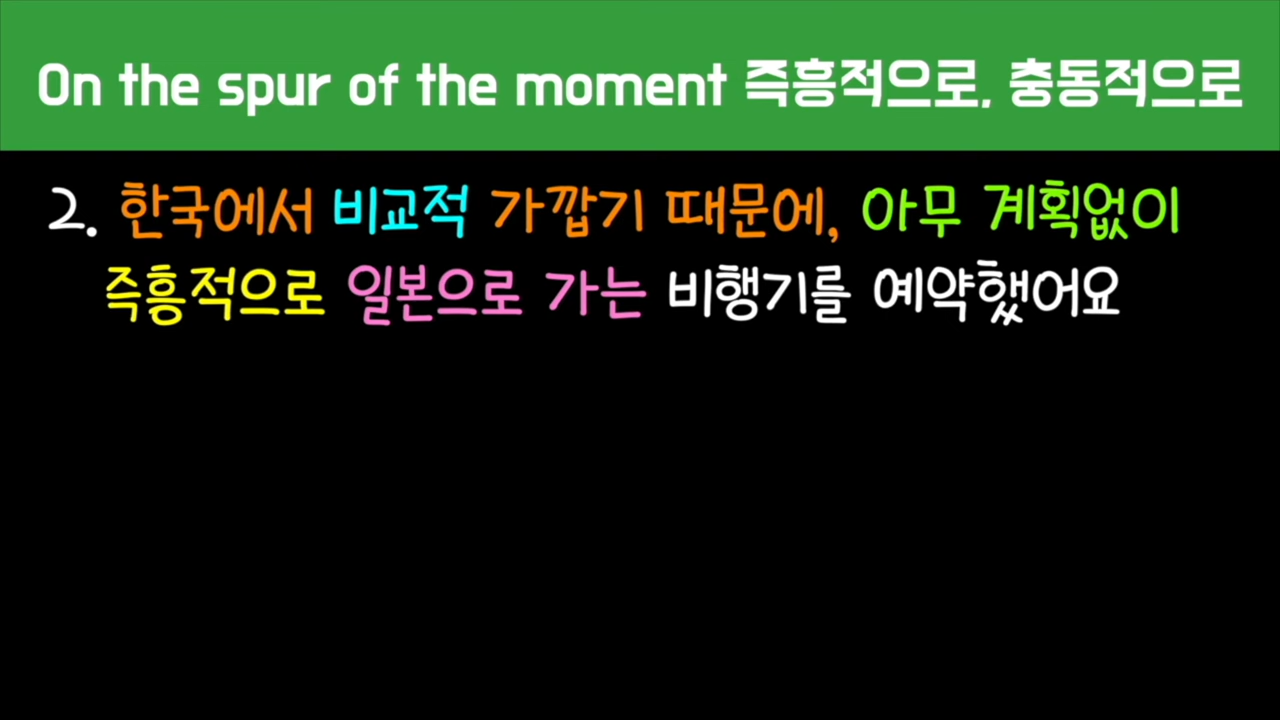 On the spur of the moment 즉흥적으로, 충동적으로
2. 한국에서 비교적 가깝기 때문에, 아무 계획없이
즉흥적으로 일본으로 가는 비행기를 예약했어요